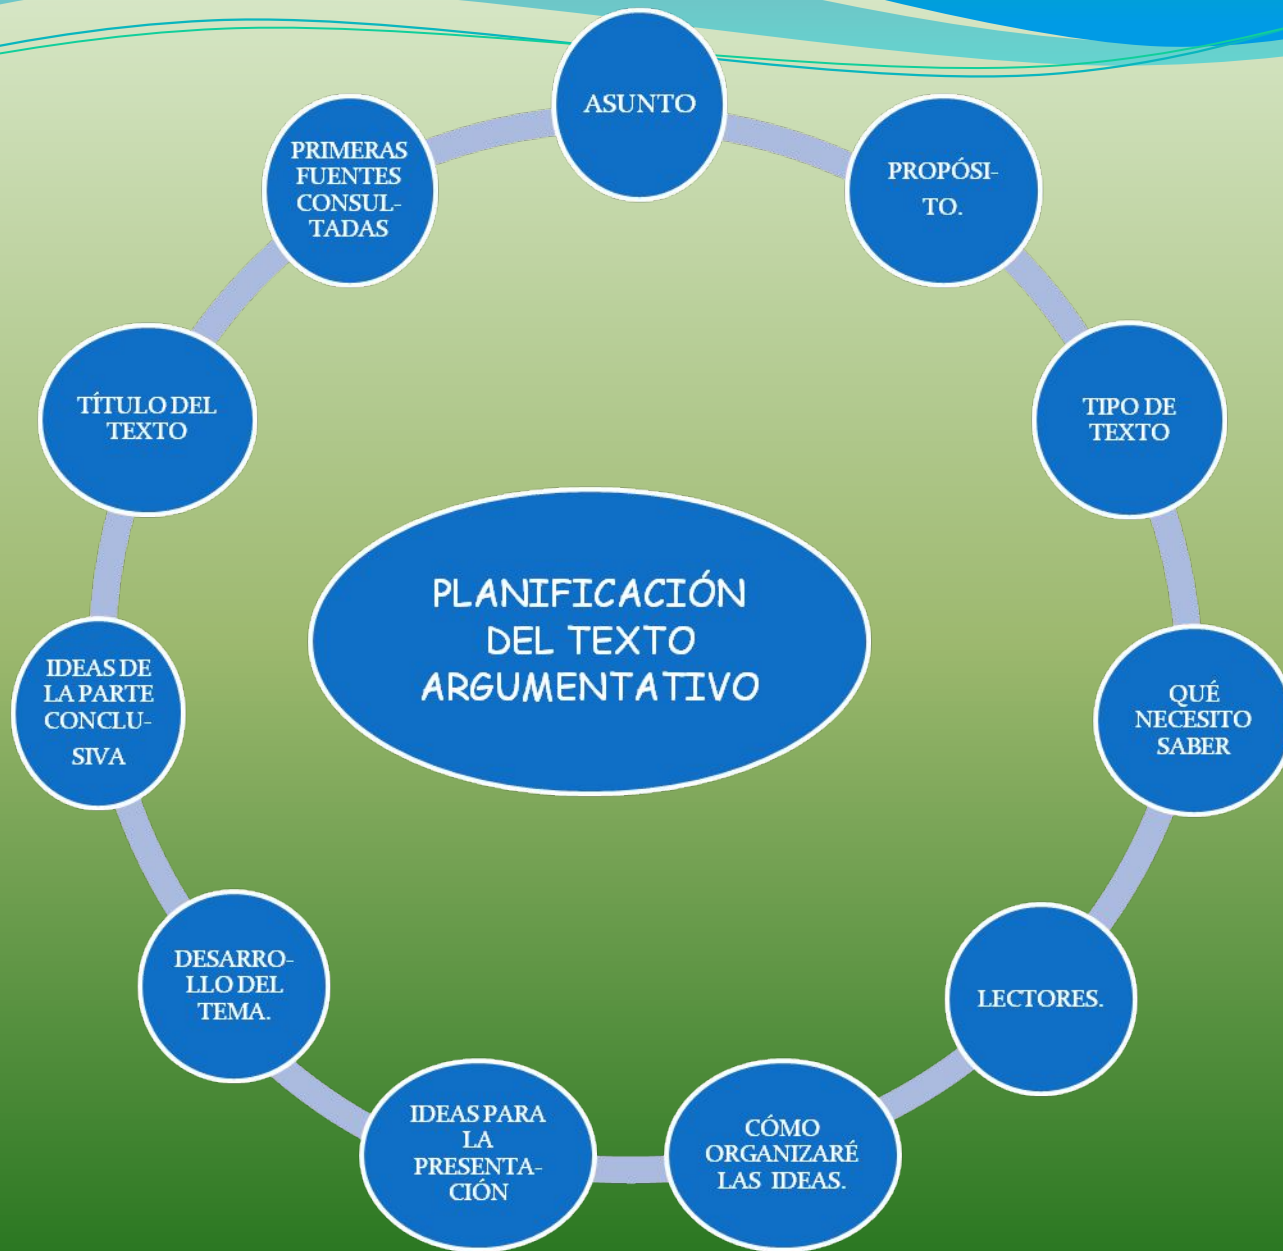 ASUNTO
PROPÓSI-
TO.
TIPO DE
TEXTO
QUÉ
NECESITO
SABER
LECTORES.
CÓMO
ORGANIZARÉ
LAS IDEAS.
IDEAS PARA
LA
PRESENTA-
CIÓN
DESARRO-
LLO DEL
TEMA.
IDEAS DE
LA PARTE
CONCLU-
SIVA
TÍTULO DEL
TEXTO
PRIMERAS
FUENTES
CONSUL-
TADAS
PLANIFICACIÓN
DEL TEXTO
ARGUMENTATIVO